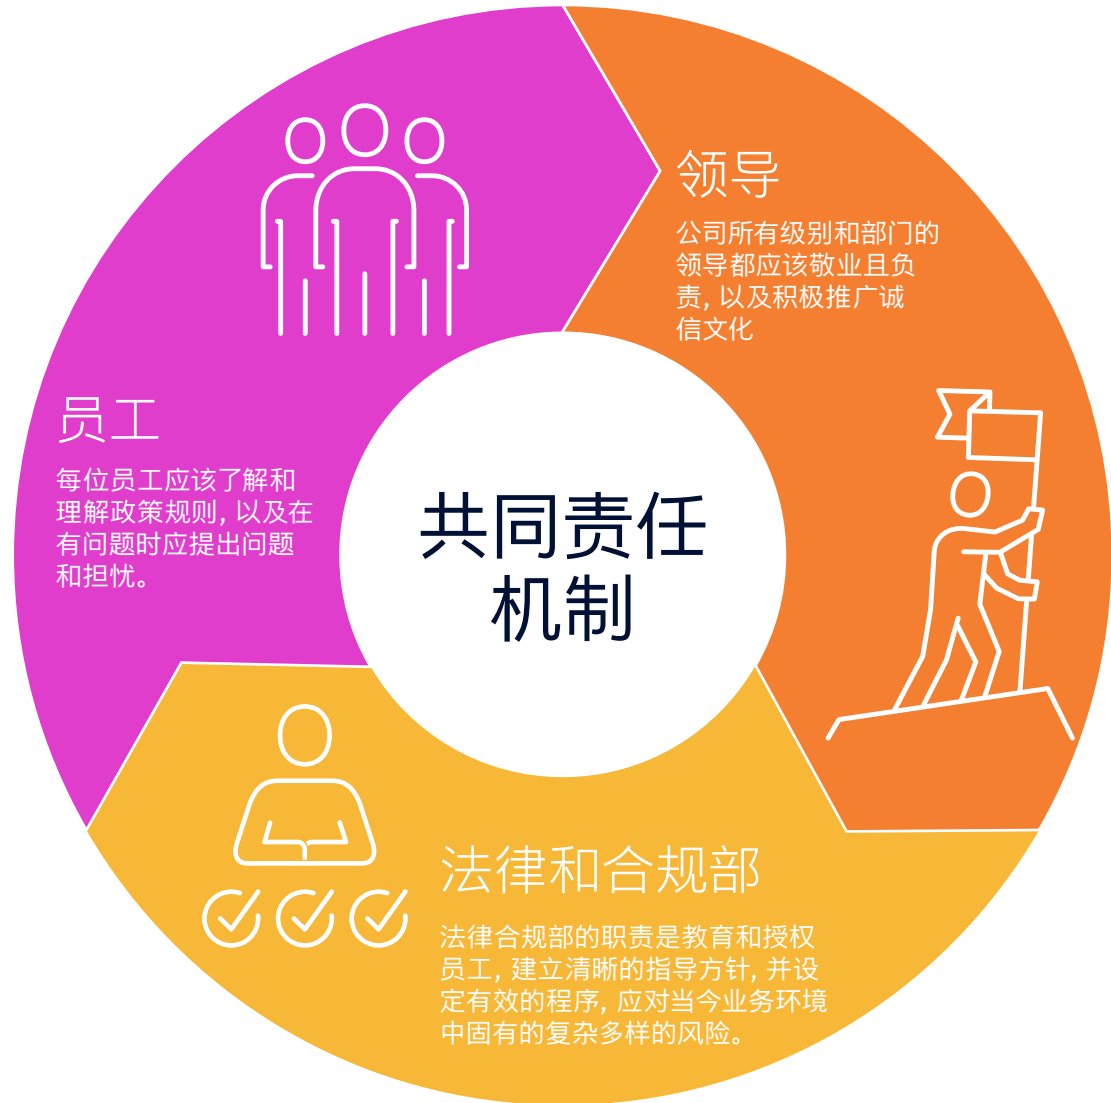 领导
公司所有级别和部门的
领导都应该敬业且负
责, 以及积极推广诚
信文化
员工
每位员工应该了解和
理解政策规则, 以及在
有问题时应提出问题
和担忧。
共同责任
机制
法律和合规部
法律合规部的职责是教育和授权
员工, 建立清晰的指导方针, 并设
定有效的程序, 应对当今业务环境
中固有的复杂多样的风险。